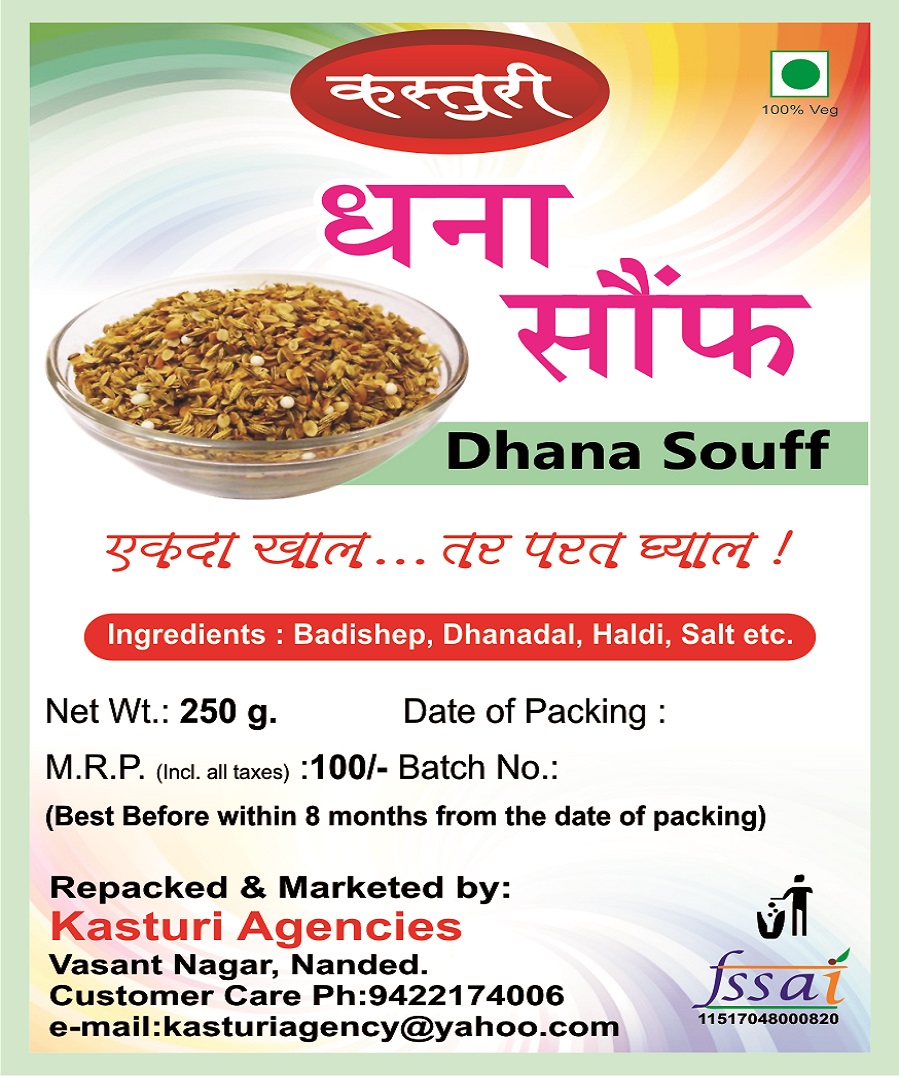 कस्तुरी
100% Veg
धना
सौंफ
Dhana Souff
एकदा खाल... तर परत घ्याल !
Ingredients : Badishep, Dhanadal, Haldi, Salt etc.
Net Wt.: 250 g. Date of Packing :
M.R.P. (Incl. all taxes) :100/- Batch No.:
(Best Before within 8 months from the date of packing)
Repacked & Marketed by:
Kasturi Agencies
Vasant Nagar, Nanded.
Customer Care Ph:9422174006
e-mail:kasturiagency@yahoo.com
fssai
11517048000820